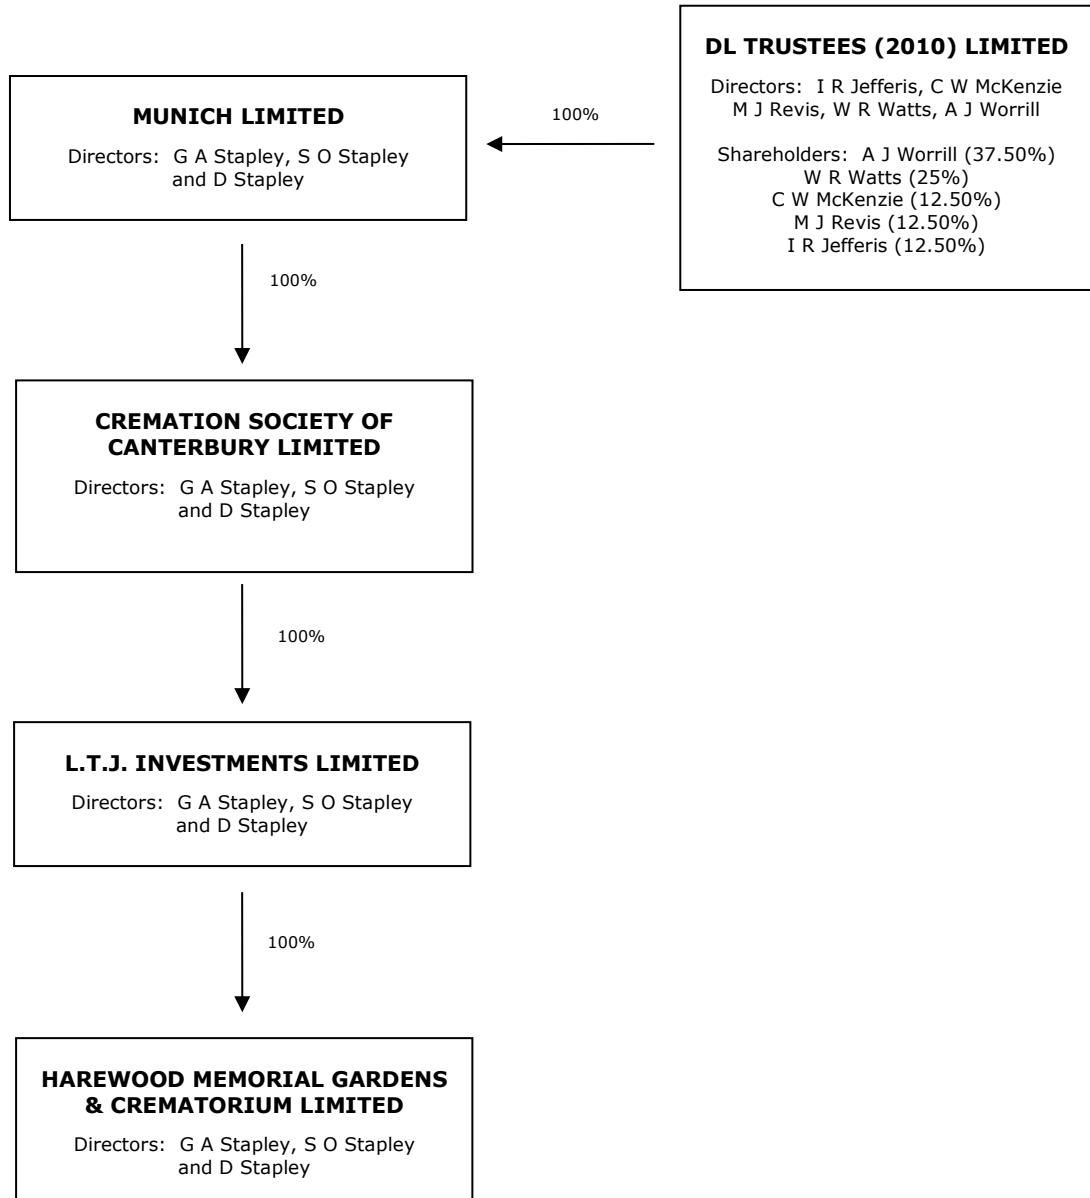 DL TRUSTEES (2010) LIMITED
Directors: I R Jefferis, C W McKenzie
M J Revis, W R Watts, A J Worrill
Shareholders: A J Worrill (37.50%)
W R Watts (25%)
C W McKenzie (12.50%)
M J Revis (12.50%)
I R Jefferis (12.50%)
100%
MUNICH LIMITED
Directors: G A Stapley, S O Stapley
and D Stapley
100%
CREMATION SOCIETY OF
CANTERBURY LIMITED
Directors: G A Stapley, S O Stapley
and D Stapley
100%
L.T.J. INVESTMENTS LIMITED
Directors: G A Stapley, S O Stapley
and D Stapley
100%
HAREWOOD MEMORIAL GARDENS
& CREMATORIUM LIMITED
Directors: G A Stapley, S O Stapley
and D Stapley